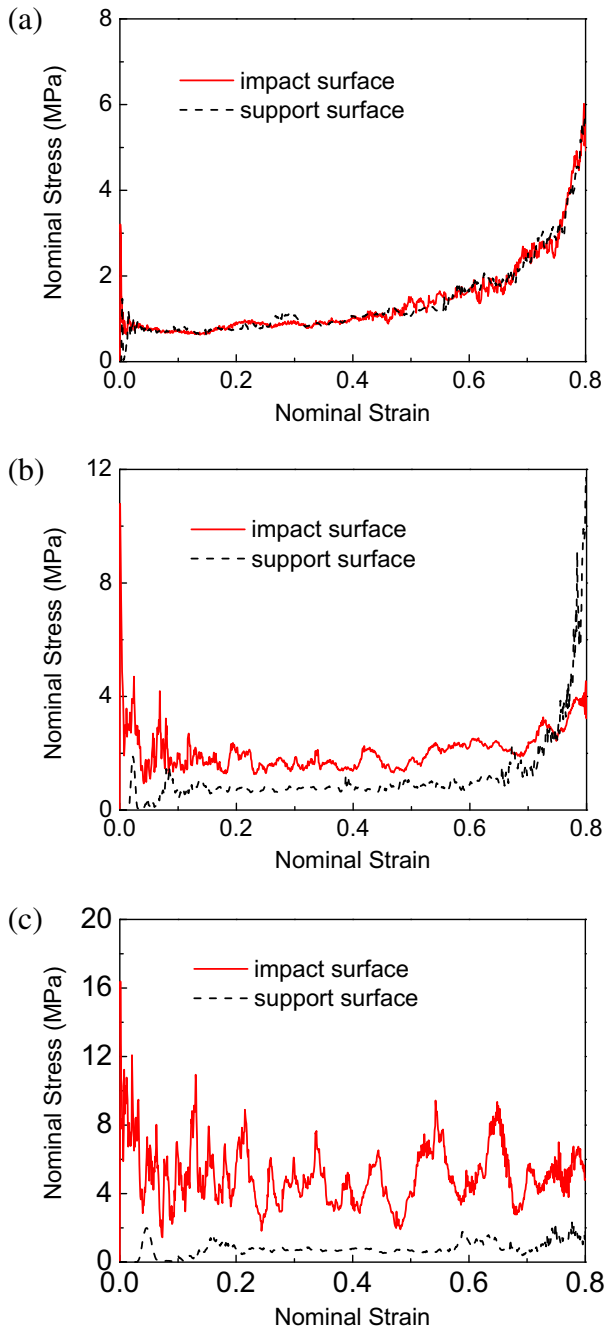 (a)
8
6
4
2
0
Nominal Stress (MPa)
impact surface
support surface
0.0 0.2 0.4 0.6 0.8
Nominal Strain
(b)
12
8
4
0
Nominal Stress (MPa)
impact surface
support surface
0.0 0.2 0.4 0.6 0.8
Nominal Strain
(c)
20
16
12
8
4
0
Nominal Stress (MPa)
impact surface
support surface
0.0 0.2 0.4 0.6 0.8
Nominal Strain